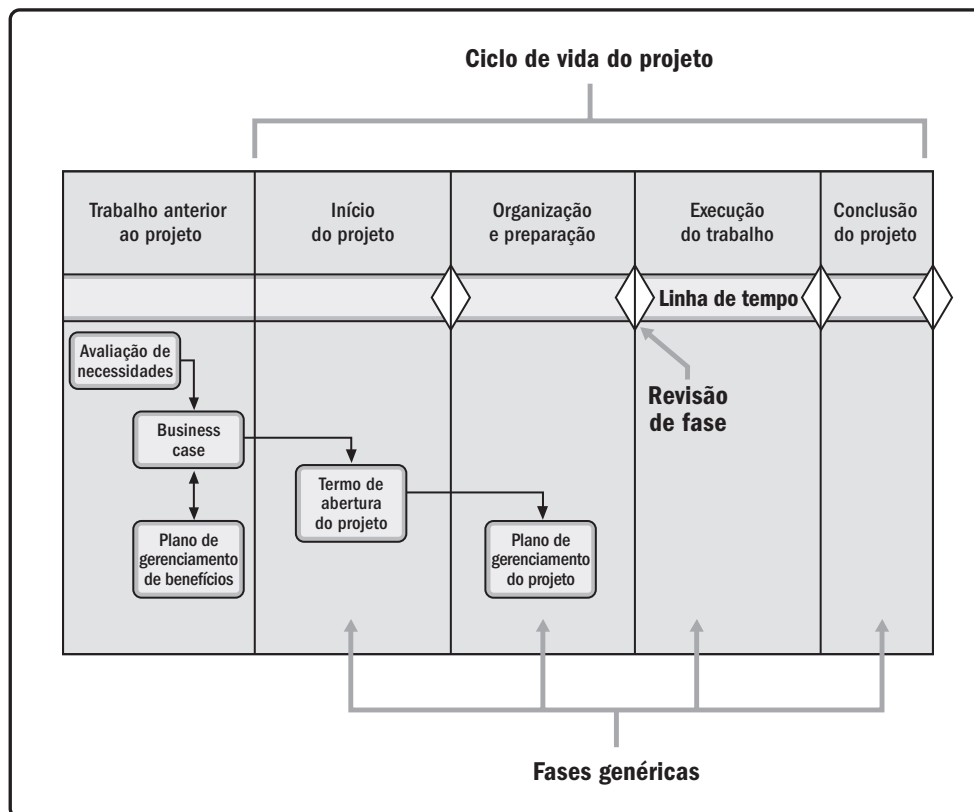 Ciclo de vida do projeto
Trabalho anterior
ao projeto
Início
do projeto
Organização
e preparação
Execução
do trabalho
Conclusão
do projeto
Linha de tempo
Avaliação de
necessidades
Business
case
Plano de
gerenciamento
de benefícios
Termo de
abertura
do projeto
Plano de
gerenciamento
do projeto
Revisão
de fase
Fases genéricas